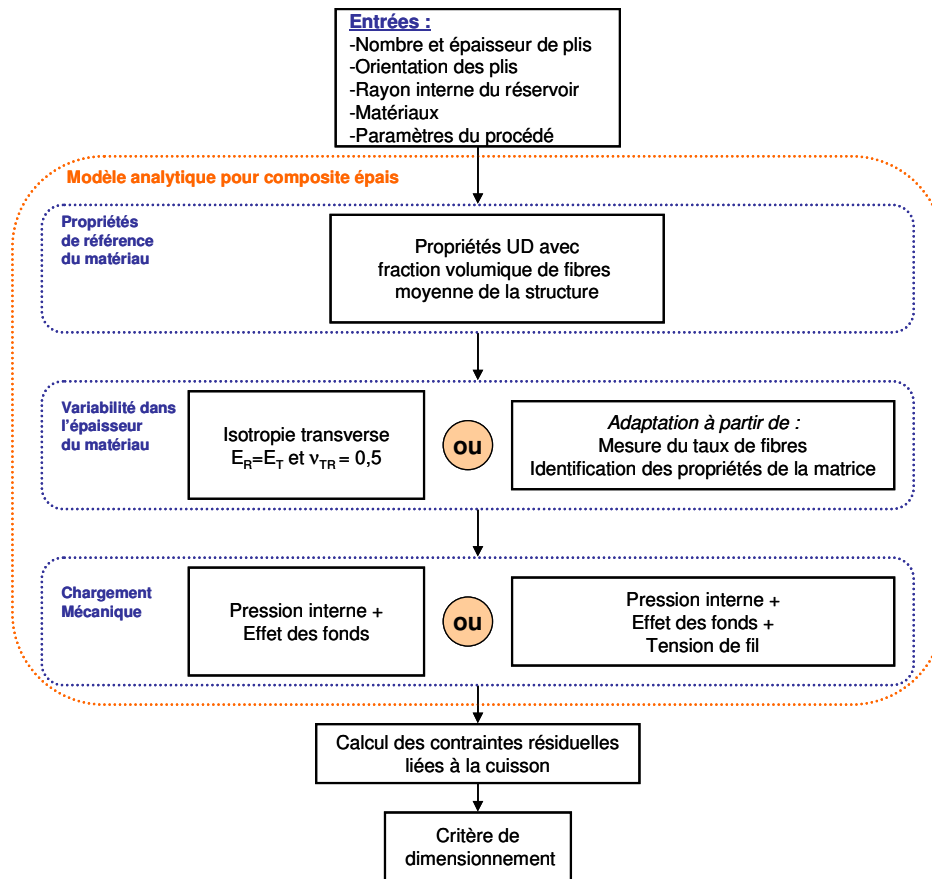 Entrées :
-Nombre et épaisseur de plis
-Orientation des plis
-Rayon interne du réservoir
-Matériaux
-Paramètres du procédé
Modèle analytique pour composite épais
Propriétés
de référence
du matériau
Propriétés UD avec
fraction volumique de fibres
moyenne de la structure
Variabilité dans
l'épaisseur
du matériau
Isotropie transverse
E_R=E_T et ν_TR = 0,5
ou
Adaptation à partir de :
Mesure du taux de fibres
Identification des propriétés de la matrice
Chargement
Mécanique
Pression interne +
Effet des fonds
ou
Pression interne +
Effet des fonds +
Tension de fil
Calcul des contraintes résiduelles
liées à la cuisson
Critère de
dimensionnement